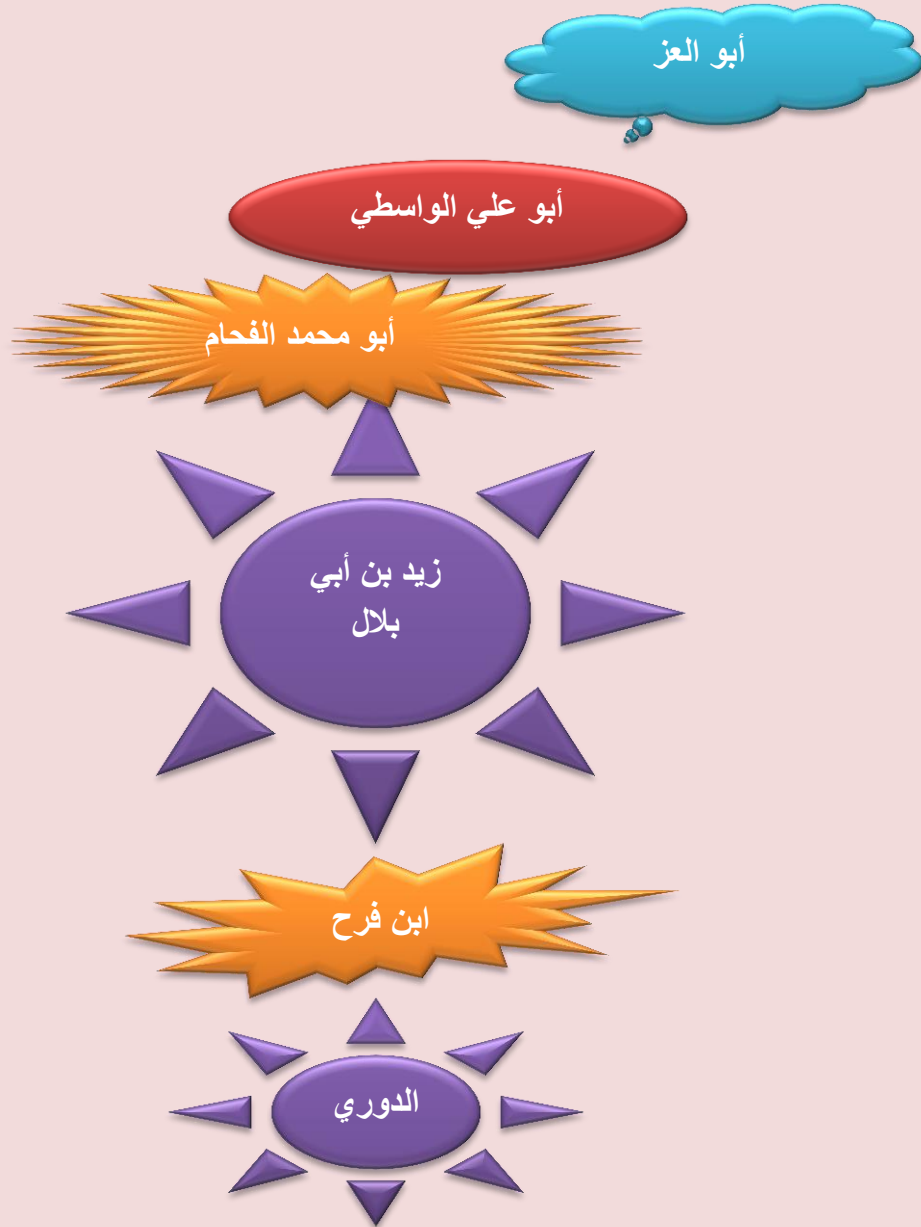 أبو العز
أبو علي الواسطي
أبو محمد الفحام
زيد بن أبي
بلال
ابن فرح
الدوري